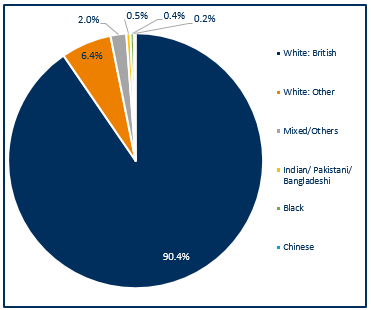 2.0%
0.5%
0.4%
0.2%
6.4%
90.4%
White: British
White: Other
Mixed/Others
Indian/ Pakistani/
Bangladeshi
Black
Chinese